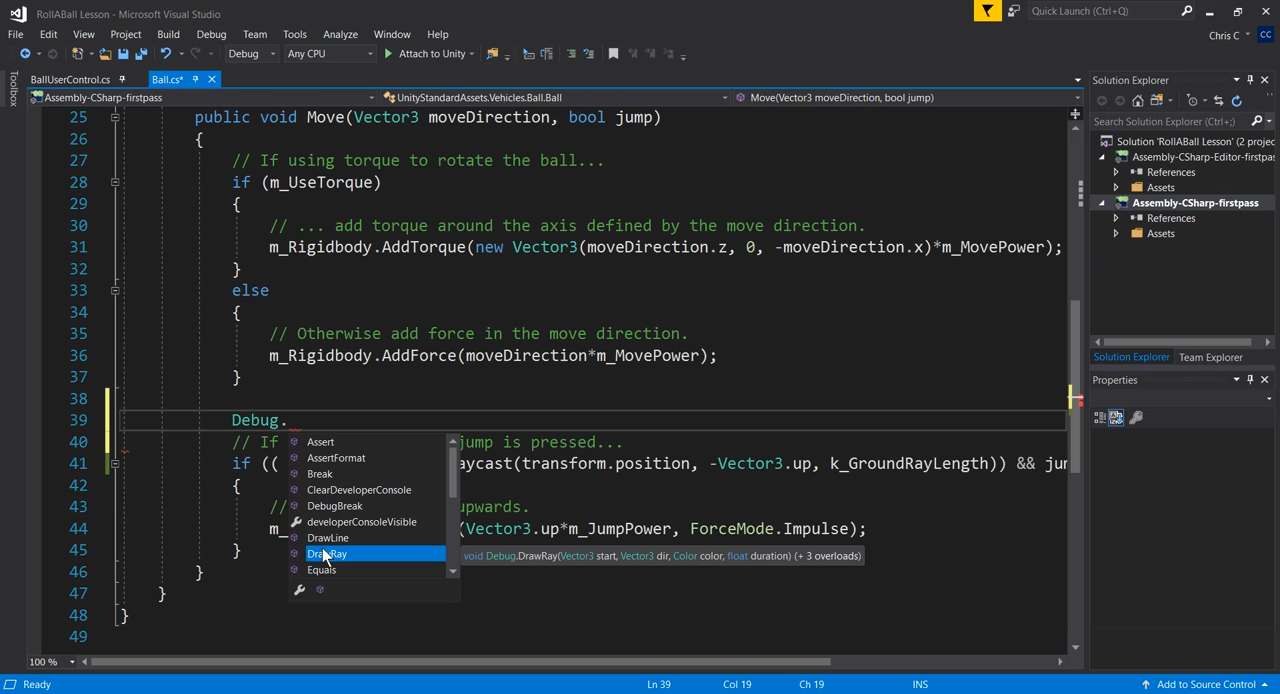 RollABall Lesson - Microsoft Visual Studio
Quick Launch (Ctrl+Q)
File Edit View Project Build Debug Team Tools Analyze Window Help
Chris C
CC
Debug Any CPU Attach to Unity
Toolbox
BallUserControl.cs Ball.cs*
Assembly-CSharp-firstpass UnityStandardAssets.Vehicles.Ball.Ball Move(Vector3 moveDirection, bool jump)
25 public void Move(Vector3 moveDirection, bool jump)
26 {
27 // If using torque to rotate the ball...
28 if (m_UseTorque)
29 {
30 // ... add torque around the axis defined by the move direction.
31 m_Rigidbody.AddTorque(new Vector3(moveDirection.z, 0, -moveDirection.x)*m_MovePower);
32 }
33 else
34 {
35 // Otherwise add force in the move direction.
36 m_Rigidbody.AddForce(moveDirection*m_MovePower);
37 }
38
39 Debug.
40 // If jump is pressed...
41 if (( aycast(transform.position, -Vector3.up, k_GroundRayLength)) && jum
42 {
43 // upwards.
44 m_ (Vector3.up*m_JumpPower, ForceMode.Impulse);
45 }
46 }
47 }
48 }
49
Assert
AssertFormat
Break
ClearDeveloperConsole
DebugBreak
developerConsoleVisible
DrawLine
DrawRay
Equals
void Debug.DrawRay(Vector3 start, Vector3 dir, Color color, float duration) (+ 3 overloads)
Solution Explorer
Search Solution Explorer (Ctrl+;)
Solution 'RollABall Lesson' (2 projec
Assembly-CSharp-Editor-firstpas
References
Assets
Assembly-CSharp-firstpass
References
Assets
Solution Explorer Team Explorer
Properties
100 %
Ready Ln 39 Col 19 Ch 19 INS Add to Source Control